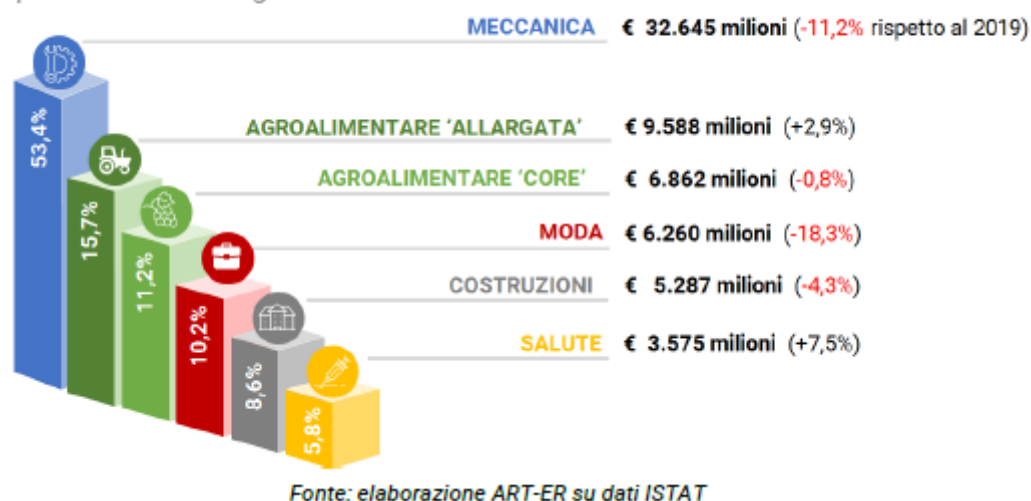 MECCANICA € 32.645 milioni (-11,2% rispetto al 2019)
53,4%
AGROALIMENTARE 'ALLARGATA' € 9.588 milioni (+2,9%)
15,7%
AGROALIMENTARE 'CORE' € 6.862 milioni (-0,8%)
11,2%
MODA € 6.260 milioni (-18,3%)
10,2%
COSTRUZIONI € 5.287 milioni (-4,3%)
8,6%
SALUTE € 3.575 milioni (+7,5%)
5,8%
Fonte: elaborazione ART-ER su dati ISTAT